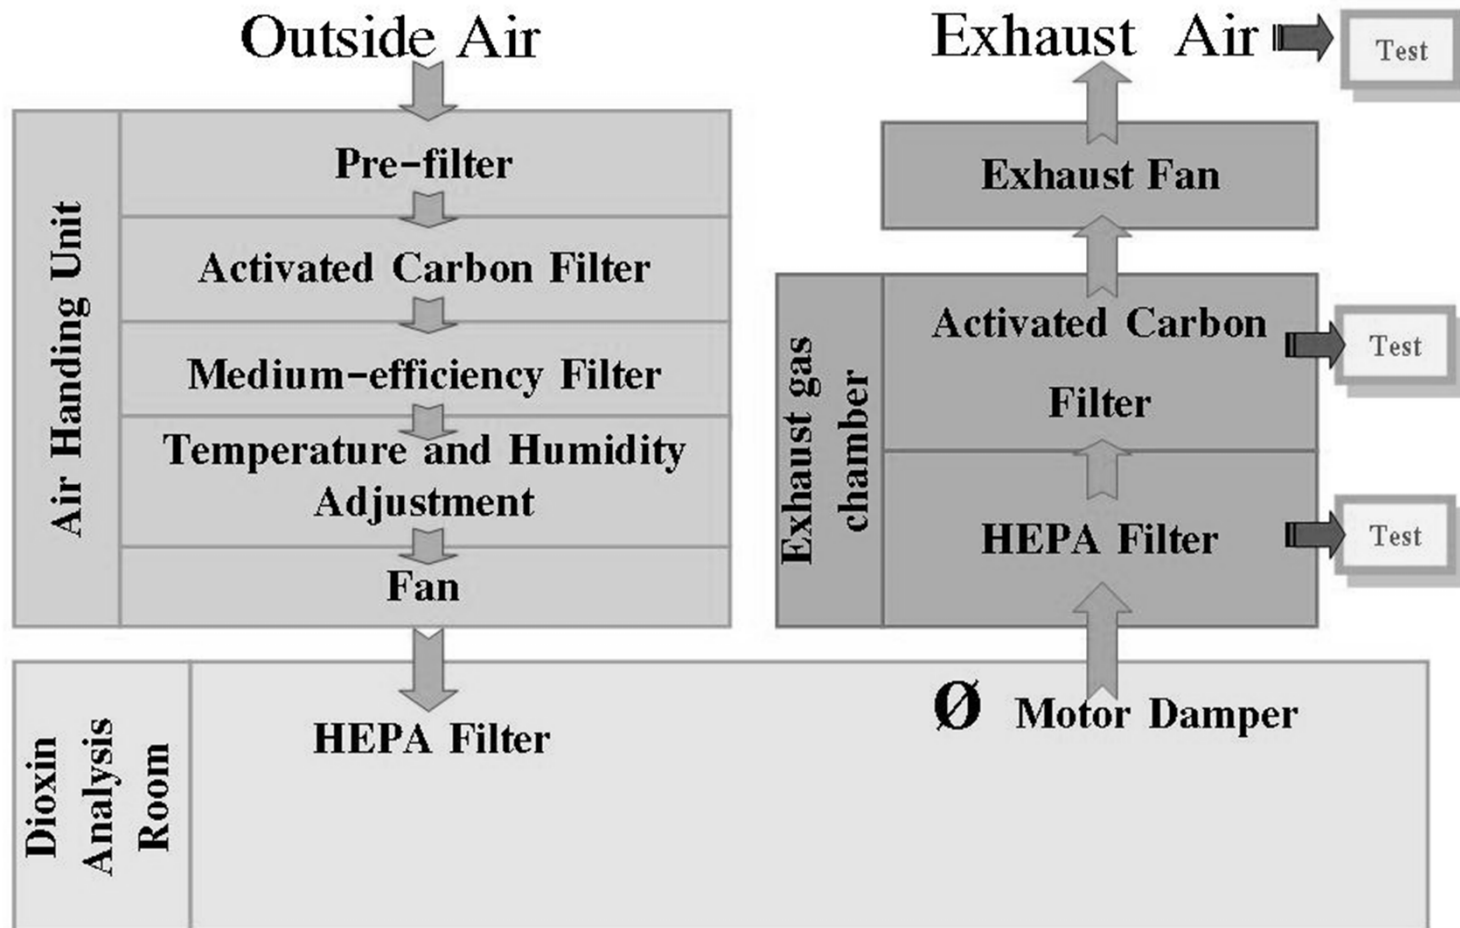 Outside Air
Air Handing Unit
Pre-filter
Activated Carbon Filter
Medium-efficiency Filter
Temperature and Humidity
Adjustment
Fan
Exhaust Air
Test
Exhaust Fan
Exhaust gas
chamber
Activated Carbon
Filter
Test
HEPA Filter
Test
Dioxin
Analysis
Room
HEPA Filter
Ø Motor Damper